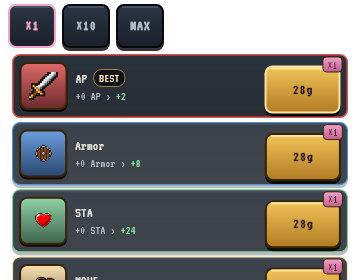 X1 X10 MAX
X1
AP BEST
+0 AP > +2
28g
X1
Armor
+0 Armor > +8
28g
X1
STA
+0 STA > +24
28g
X1